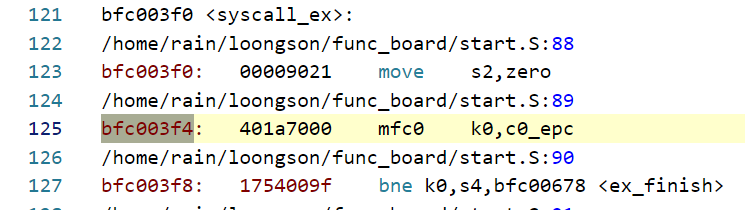 121 bfc003f0 <syscall_ex>:
122 /home/rain/loongson/func_board/start.S:88
123 bfc003f0: 00009021 move s2,zero
124 /home/rain/loongson/func_board/start.S:89
125 bfc003f4: 401a7000 mfc0 k0,c0_epc
126 /home/rain/loongson/func_board/start.S:90
127 bfc003f8: 1754009f bne k0,s4,bfc00678 <ex_finish>